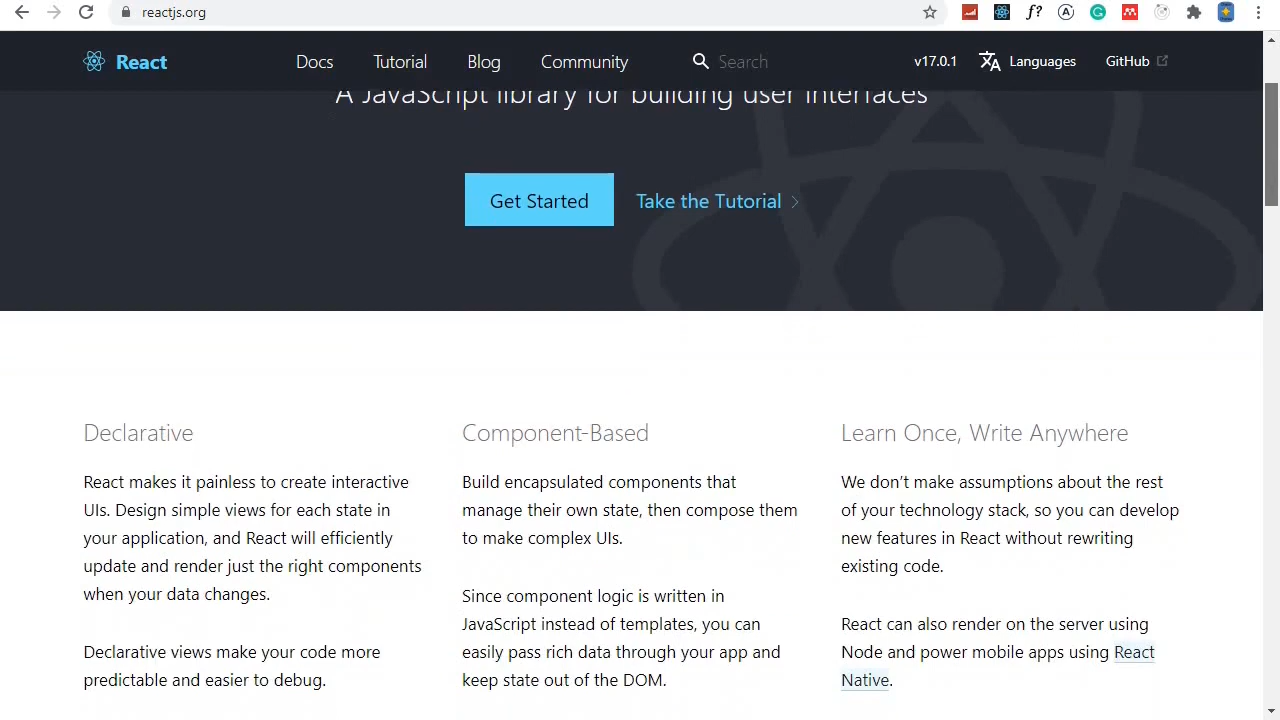 reactjs.org
f?
React
Docs
Tutorial
Blog
Community
Search
v17.0.1
Languages
GitHub
A JavaScript library for building user interfaces
Get Started
Take the Tutorial
Declarative
React makes it painless to create interactive
UIs. Design simple views for each state in
your application, and React will efficiently
update and render just the right components
when your data changes.
Declarative views make your code more
predictable and easier to debug.
Component-Based
Build encapsulated components that
manage their own state, then compose them
to make complex UIs.
Since component logic is written in
JavaScript instead of templates, you can
easily pass rich data through your app and
keep state out of the DOM.
Learn Once, Write Anywhere
We don’t make assumptions about the rest
of your technology stack, so you can develop
new features in React without rewriting
existing code.
React can also render on the server using
Node and power mobile apps using React
Native.